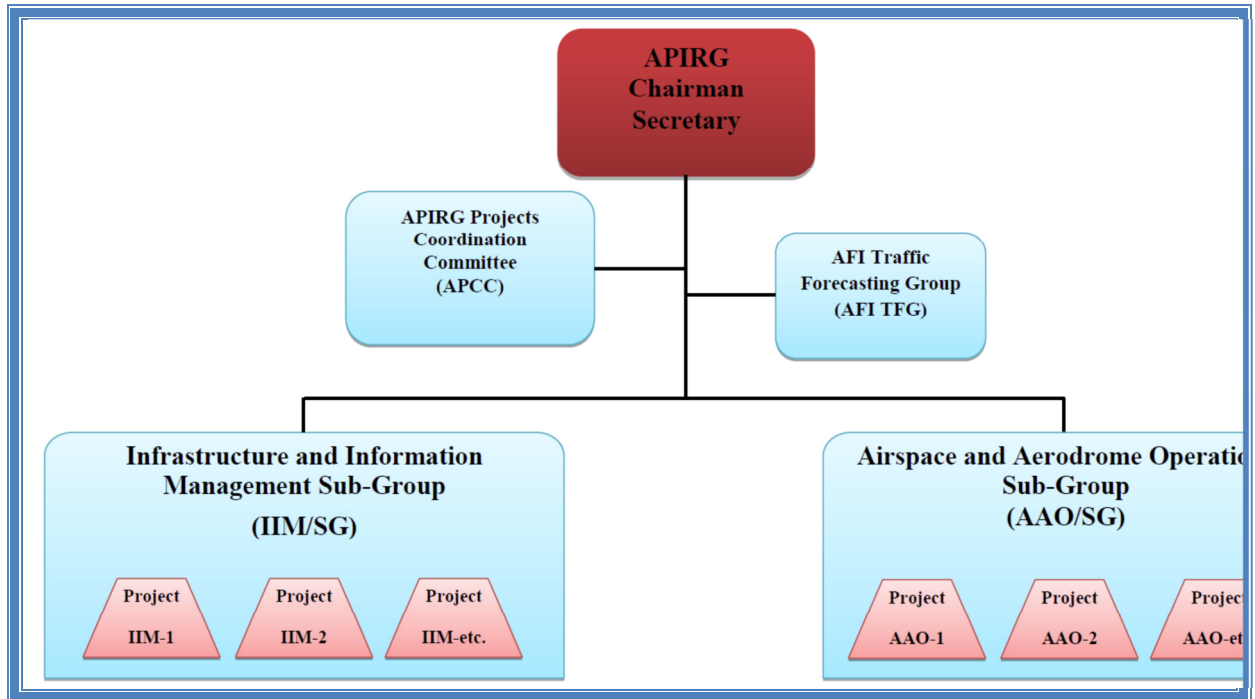 APIRG
Chairman
Secretary
APIRG Projects
Coordination
Committee
(APCC)
AFI Traffic
Forecasting Group
(AFI TFG)
Infrastructure and Information
Management Sub-Group
(IIM/SG)
Project
IIM-1
Project
IIM-2
Project
IIM-etc.
Airspace and Aerodrome Operatio
Sub-Group
(AAO/SG)
Project
AAO-1
Project
AAO-2
Projec
AAO-et